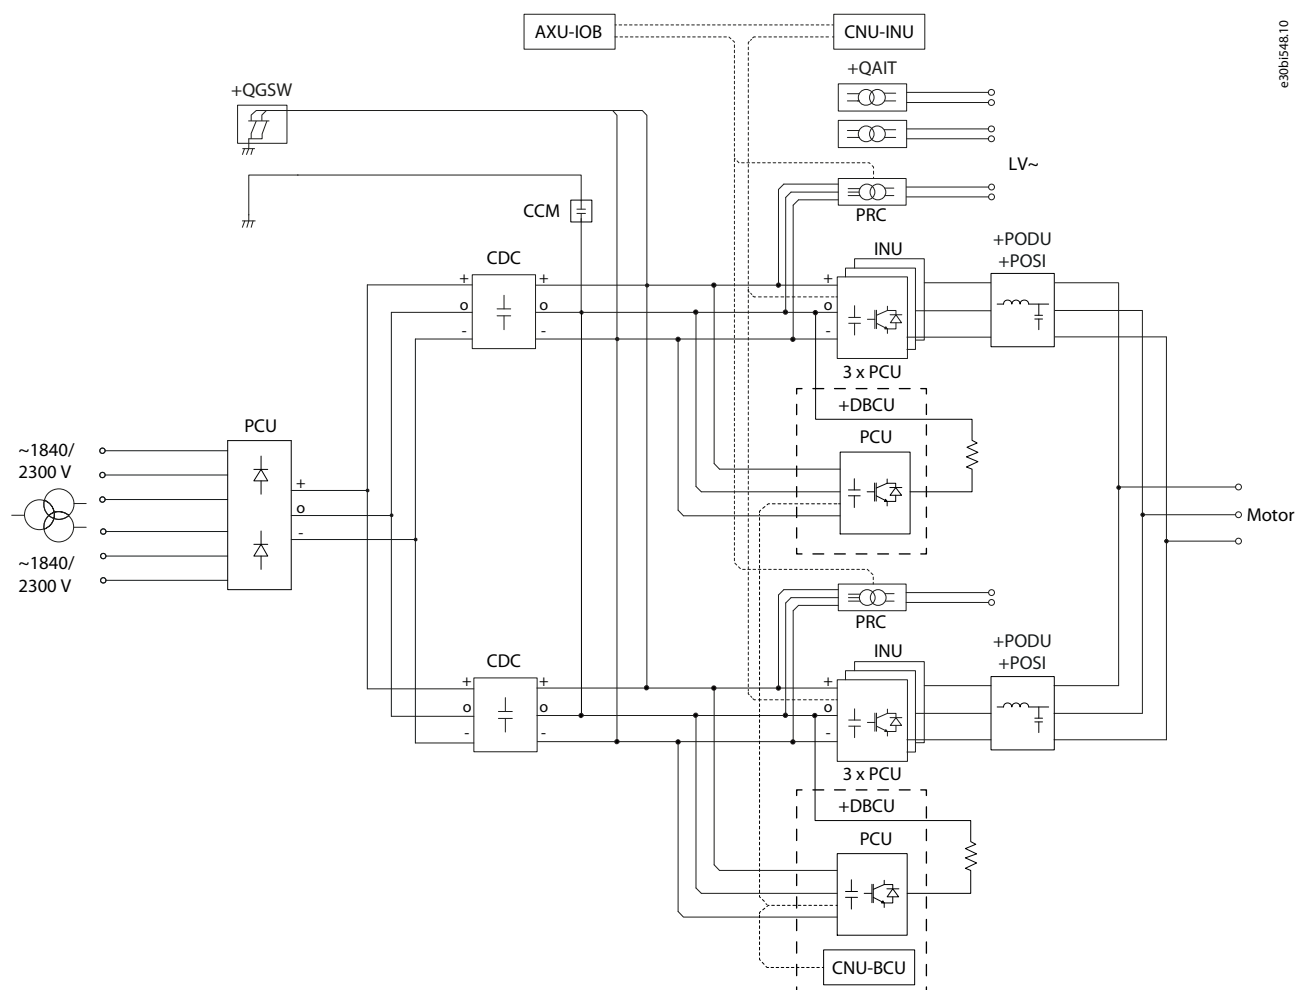 AXU-IOB
CNU-INU
e30bi548.10
+QAIT
+QGSW
LV~
CCM
PRC
+PODU
+POSI
INU
CDC
+
o
-
+
o
-
+
o
-
3 x PCU
+DBCU
PCU
PCU
~1840/
2300 V
+
o
-
Motor
~1840/
2300 V
PRC
+PODU
+POSI
INU
CDC
+
o
-
+
o
-
+
o
-
3 x PCU
+DBCU
PCU
CNU-BCU